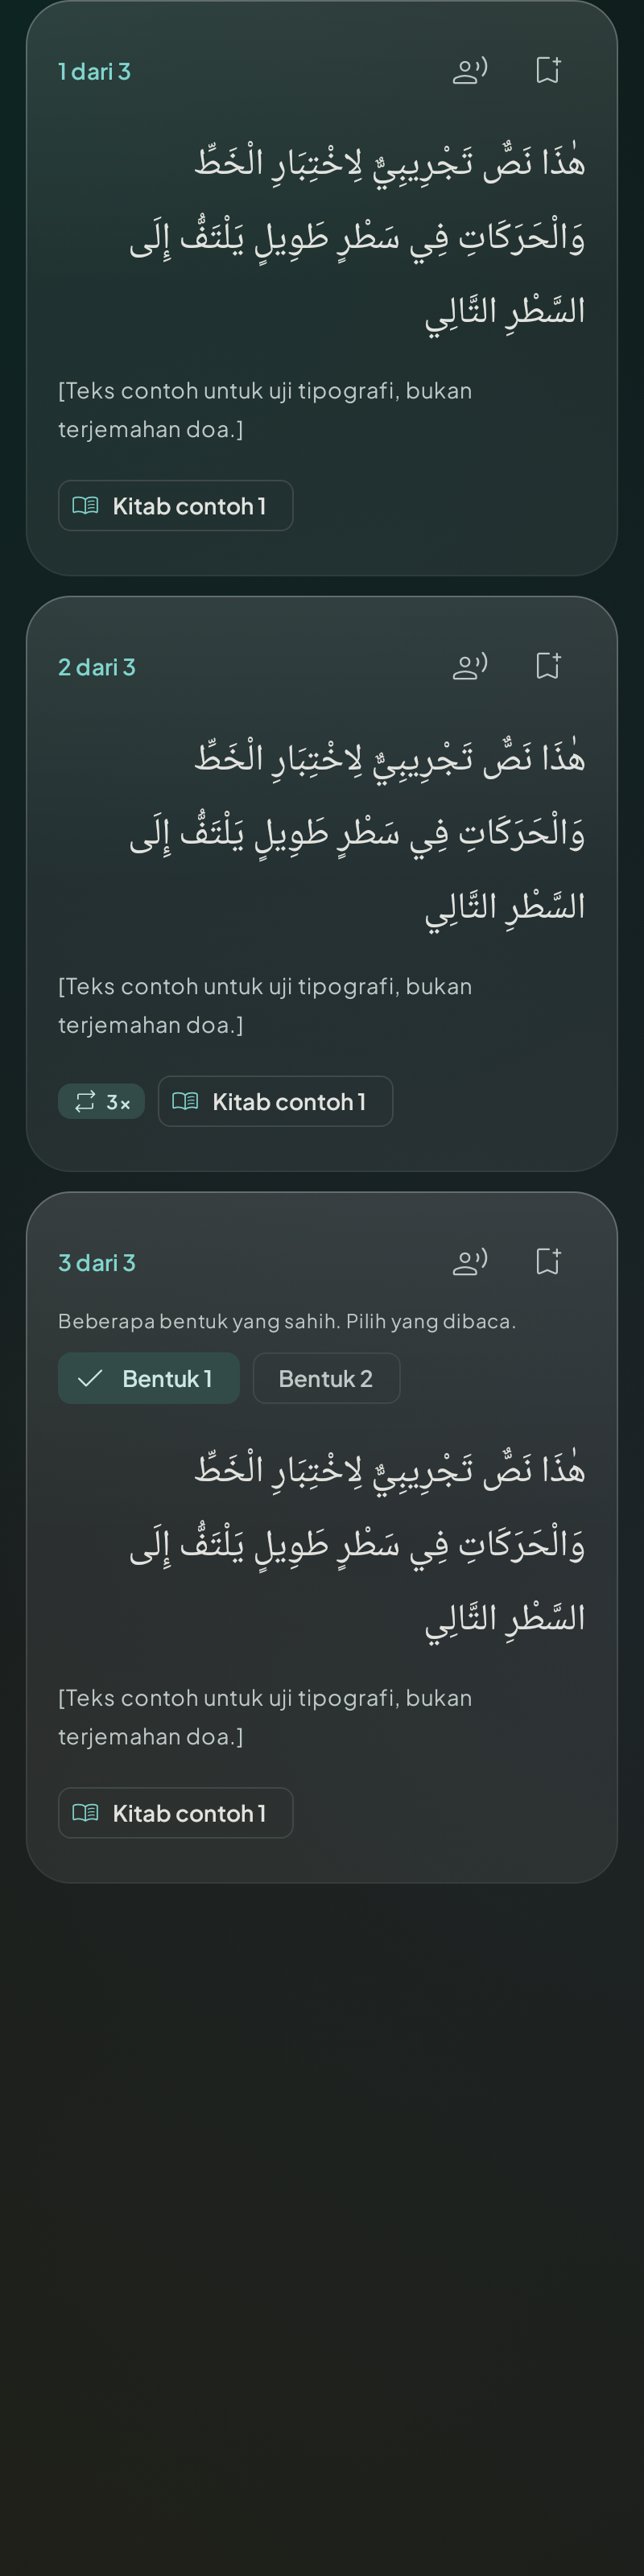 1 dari 3
هٰذَا نَصٌّ تَجْرِيبِيٌّ لِاخْتِبَارِ الْخَطِّ
وَالْحَرَكَاتِ فِي سَطْرٍ طَوِيلٍ يَلْتَفُّ إِلَى
السَّطْرِ التَّالِي
[Teks contoh untuk uji tipografi, bukan
terjemahan doa.]
Kitab contoh 1
2 dari 3
هٰذَا نَصٌّ تَجْرِيبِيٌّ لِاخْتِبَارِ الْخَطِّ
وَالْحَرَكَاتِ فِي سَطْرٍ طَوِيلٍ يَلْتَفُّ إِلَى
السَّطْرِ التَّالِي
[Teks contoh untuk uji tipografi, bukan
terjemahan doa.]
3× Kitab contoh 1
3 dari 3
Beberapa bentuk yang sahih. Pilih yang dibaca.
Bentuk 1 Bentuk 2
هٰذَا نَصٌّ تَجْرِيبِيٌّ لِاخْتِبَارِ الْخَطِّ
وَالْحَرَكَاتِ فِي سَطْرٍ طَوِيلٍ يَلْتَفُّ إِلَى
السَّطْرِ التَّالِي
[Teks contoh untuk uji tipografi, bukan
terjemahan doa.]
Kitab contoh 1